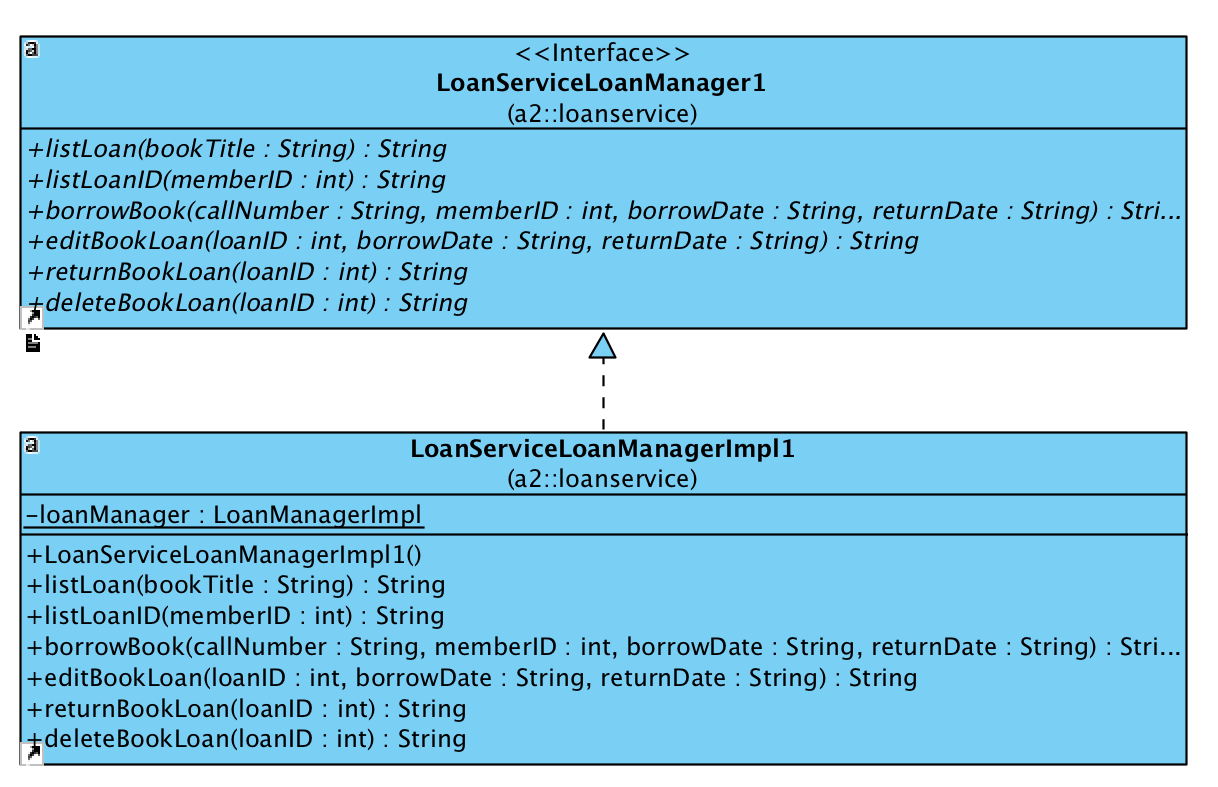 a
<<Interface>>
LoanServiceLoanManager1
(a2::loanservice)
+listLoan(bookTitle : String) : String
+listLoanID(memberID : int) : String
+borrowBook(callNumber : String, memberID : int, borrowDate : String, returnDate : String) : Stri...
+editBookLoan(loanID : int, borrowDate : String, returnDate : String) : String
+returnBookLoan(loanID : int) : String
+deleteBookLoan(loanID : int) : String
a
LoanServiceLoanManagerImpl1
(a2::loanservice)
-loanManager : LoanManagerImpl
+LoanServiceLoanManagerImpl1()
+listLoan(bookTitle : String) : String
+listLoanID(memberID : int) : String
+borrowBook(callNumber : String, memberID : int, borrowDate : String, returnDate : String) : Stri...
+editBookLoan(loanID : int, borrowDate : String, returnDate : String) : String
+returnBookLoan(loanID : int) : String
+deleteBookLoan(loanID : int) : String